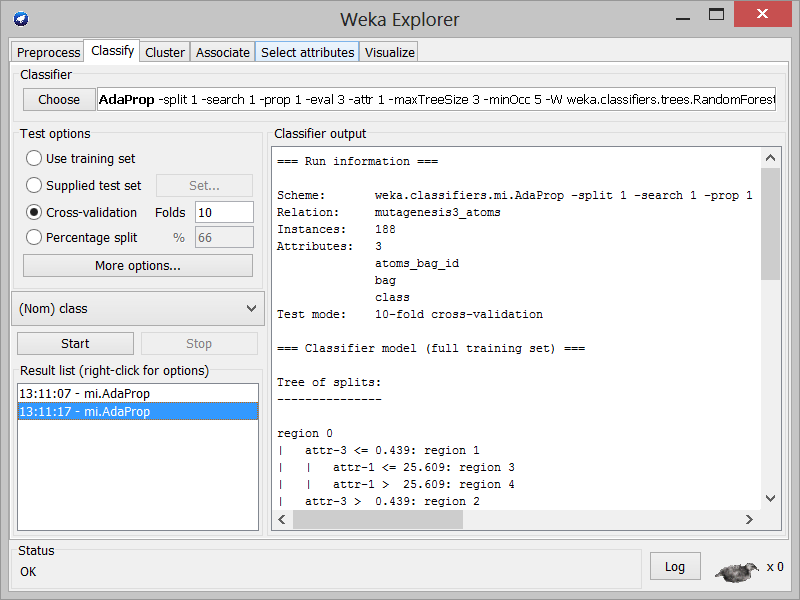 Weka Explorer
Preprocess Classify Cluster Associate Select attributes Visualize
Classifier
Choose AdaProp -split 1 -search 1 -prop 1 -eval 3 -attr 1 -maxTreeSize 3 -minOcc 5 -W weka.classifiers.trees.RandomForest
Test options
Use training set
Supplied test set Set...
Cross-validation Folds 10
Percentage split % 66
More options...
(Nom) class
Start Stop
Result list (right-click for options)
13:11:07 - mi.AdaProp
13:11:17 - mi.AdaProp
Classifier output
=== Run information ===
Scheme: weka.classifiers.mi.AdaProp -split 1 -search 1 -prop 1
Relation: mutagenesis3_atoms
Instances: 188
Attributes: 3
atoms_bag_id
bag
class
Test mode: 10-fold cross-validation
=== Classifier model (full training set) ===
Tree of splits:
---------------
region 0
| attr-3 <= 0.439: region 1
| | attr-1 <= 25.609: region 3
| | attr-1 > 25.609: region 4
| attr-3 > 0.439: region 2
Status
OK
Log
x 0